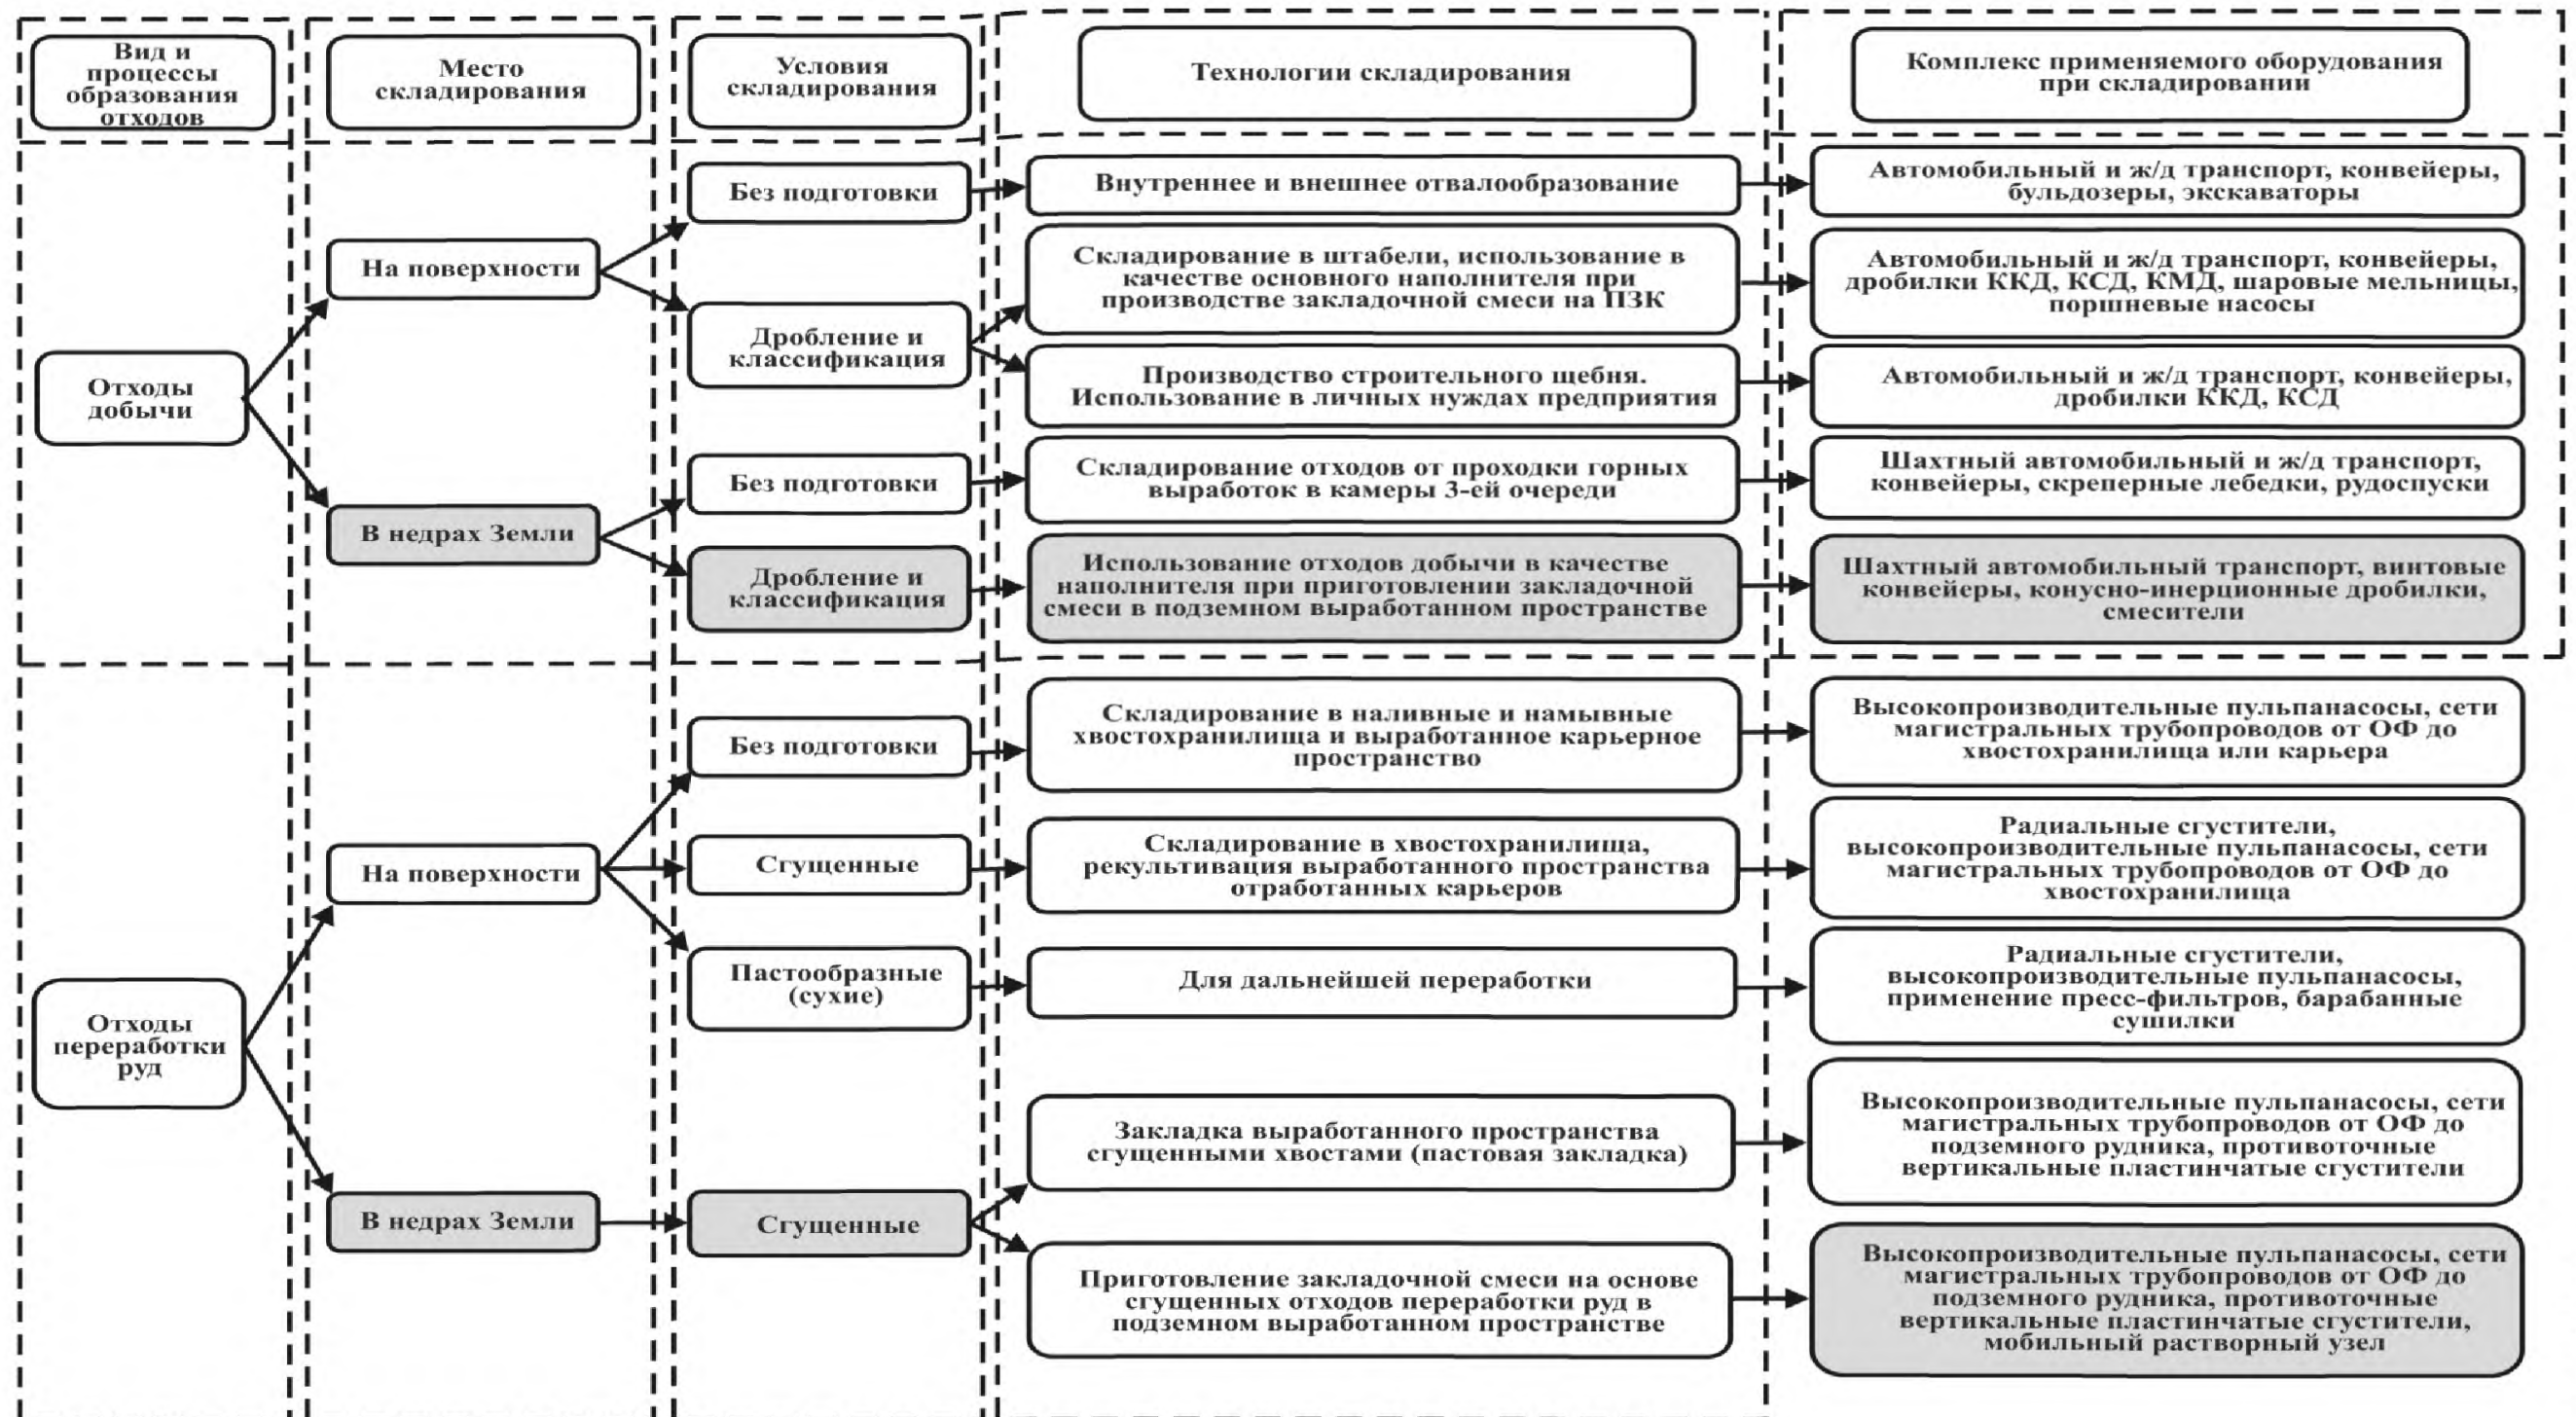 Вид и
процессы
образования
отходов
Место
складирования
Условия
складирования
Технологии складирования
Комплекс применяемого оборудования
при складировании
Отходы
добычи
На поверхности
В недрах Земли
Без подготовки
Дробление и
классификация
Без подготовки
Дробление и
классификация
Внутреннее и внешнее отвалообразование
Складирование в штабели, использование в
качестве основного наполнителя при
производстве закладочной смеси на ПЗК
Производство строительного щебня.
Использование в личных нуждах предприятия
Складирование отходов от проходки горных
выработок в камеры 3-ей очереди
Использование отходов добычи в качестве
наполнителя при приготовлении закладочной
смеси в подземном выработанном пространстве
Автомобильный и ж/д транспорт, конвейеры,
бульдозеры, экскаваторы
Автомобильный и ж/д транспорт, конвейеры,
дробилки ККД, КСД, КМД, шаровые мельницы,
поршневые насосы
Автомобильный и ж/д транспорт, конвейеры,
дробилки ККД, КСД
Шахтный автомобильный и ж/д транспорт,
конвейеры, скреперные лебедки, рудоспуски
Шахтный автомобильный транспорт, винтовые
конвейеры, конусно-инерционные дробилки,
смесители
Отходы
переработки
руд
На поверхности
В недрах Земли
Без подготовки
Сгущенные
Пастообразные
(сухие)
Сгущенные
Складирование в наливные и намывные
хвостохранилища и выработанное карьерное
пространство
Складирование в хвостохранилища,
рекультивация выработанного пространства
отработанных карьеров
Для дальнейшей переработки
Закладка выработанного пространства
сгущенными хвостами (пастовая закладка)
Приготовление закладочной смеси на основе
сгущенных отходов переработки руд в
подземном выработанном пространстве
Высокопроизводительные пульпанасосы, сети
магистральных трубопроводов от ОФ до
хвостохранилища или карьера
Радиальные сгустители,
высокопроизводительные пульпанасосы, сети
магистральных трубопроводов от ОФ до
хвостохранилища
Радиальные сгустители,
высокопроизводительные пульпанасосы,
применение пресс-фильтров, барабанные
сушилки
Высокопроизводительные пульпанасосы, сети
магистральных трубопроводов от ОФ до
подземного рудника, противоточные
вертикальные пластинчатые сгустители
Высокопроизводительные пульпанасосы, сети
магистральных трубопроводов от ОФ до
подземного рудника, противоточные
вертикальные пластинчатые сгустители,
мобильный растворный узел